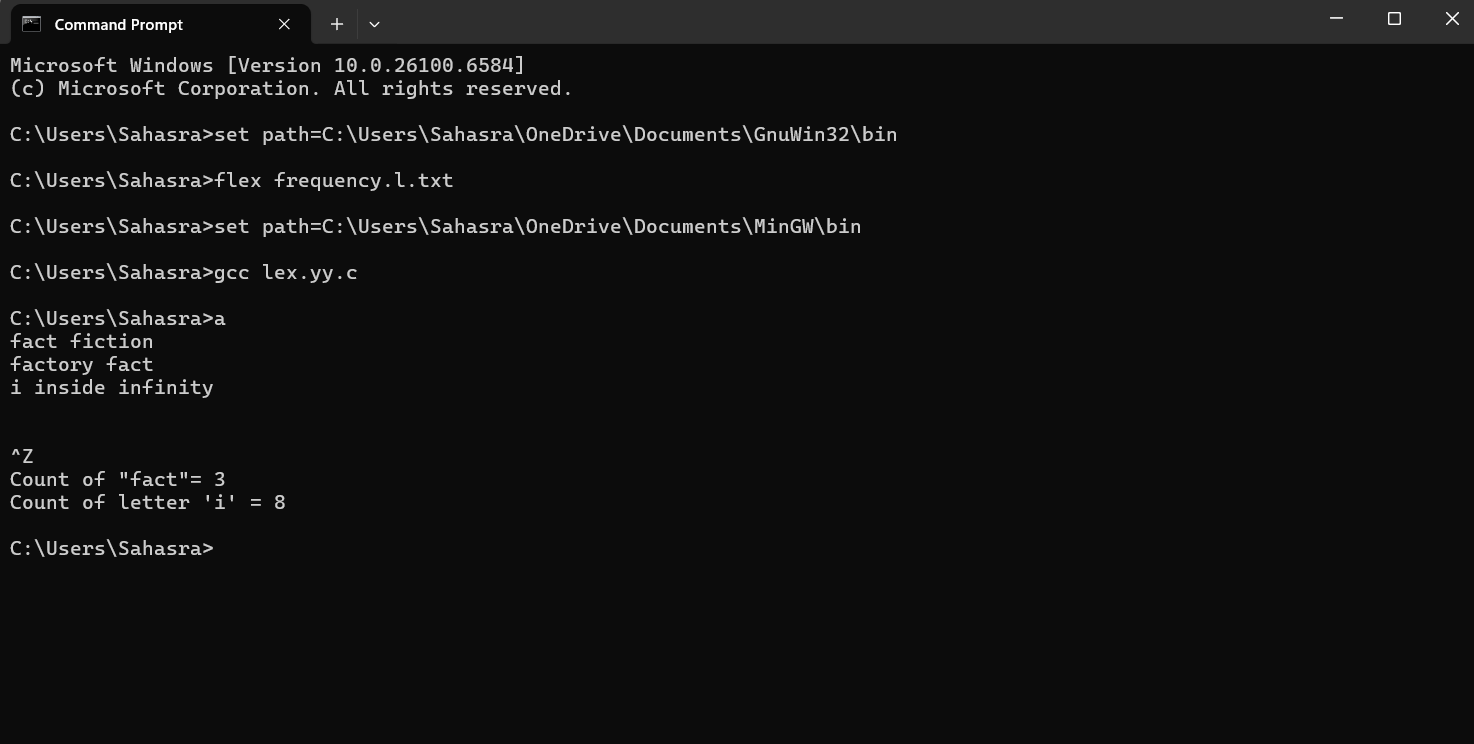 Command Prompt
Microsoft Windows [Version 10.0.26100.6584]
(c) Microsoft Corporation. All rights reserved.
C:\Users\Sahasra>set path=C:\Users\Sahasra\OneDrive\Documents\GnuWin32\bin
C:\Users\Sahasra>flex frequency.l.txt
C:\Users\Sahasra>set path=C:\Users\Sahasra\OneDrive\Documents\MinGW\bin
C:\Users\Sahasra>gcc lex.yy.c
C:\Users\Sahasra>a
fact fiction
factory fact
i inside infinity
^Z
Count of "fact"= 3
Count of letter 'i' = 8
C:\Users\Sahasra>